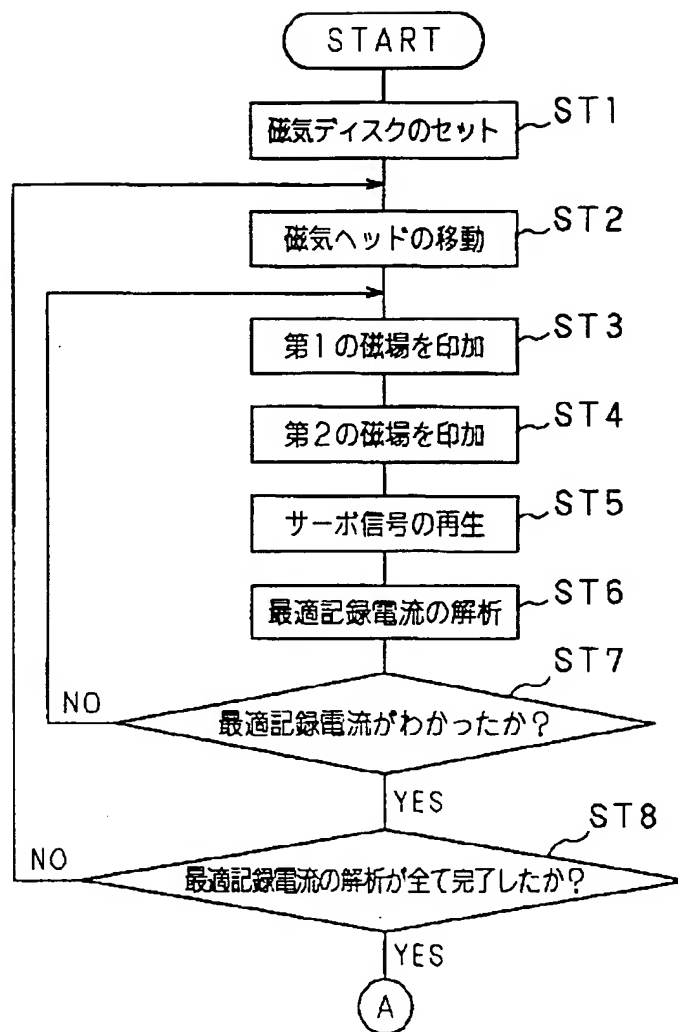 START
磁気ディスクのセット
ST1
磁気ヘッドの移動
ST2
第1の磁場を印加
ST3
第2の磁場を印加
ST4
サーボ信号の再生
ST5
最適記録電流の解析
ST6
ST7
最適記録電流がわかったか?
NO
YES
ST8
最適記録電流の解析が全て完了したか?
NO
YES
A